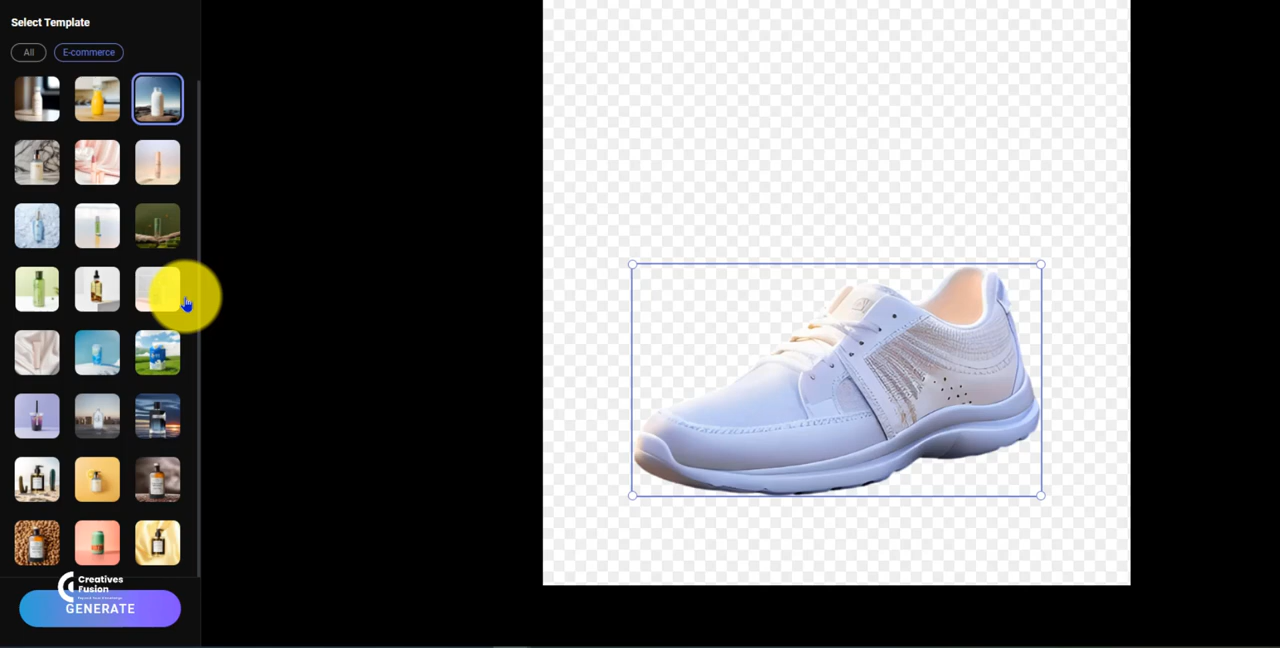 Select Template
All
E-commerce
Creatives
Fusion
GENERATE